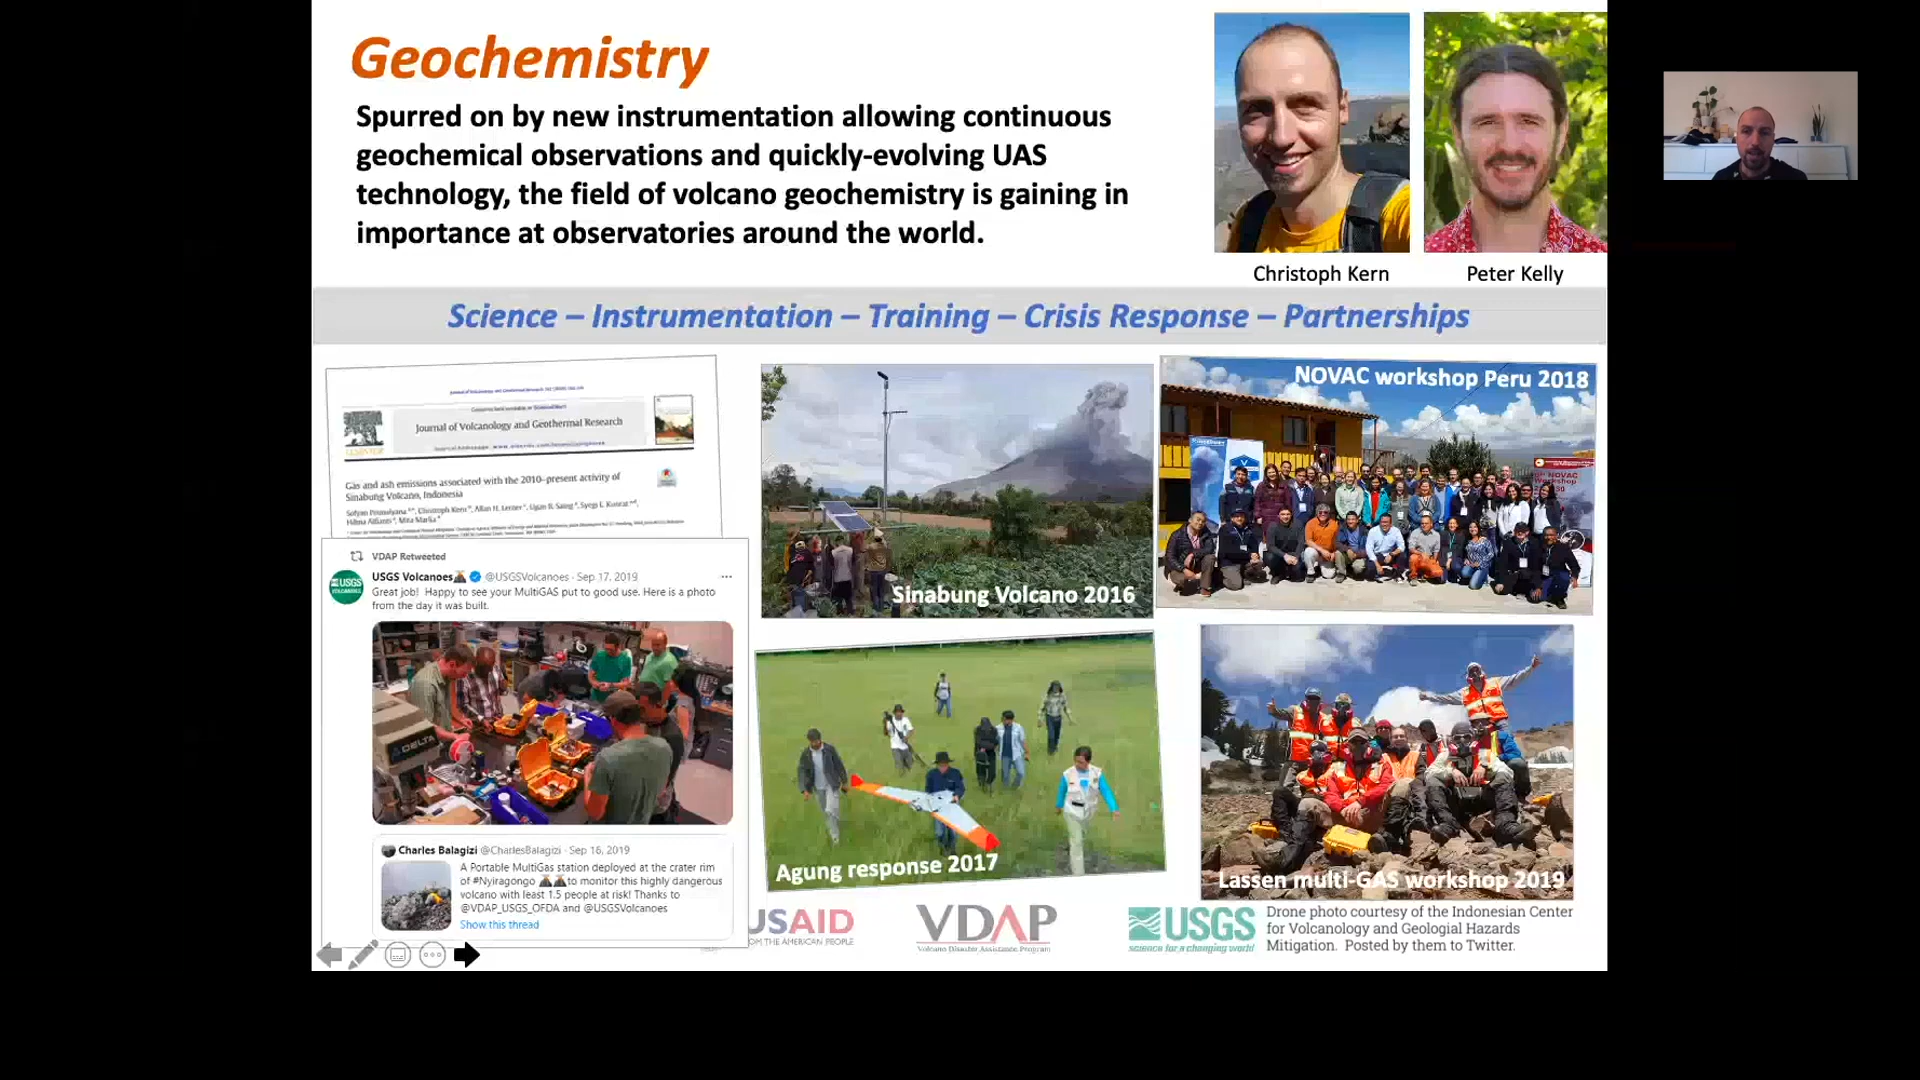 Geochemistry
Spurred on by new instrumentation allowing continuous
geochemical observations and quickly-evolving UAS
technology, the field of volcano geochemistry is gaining in
importance at observatories around the world.
Christoph Kern
Peter Kelly
Science – Instrumentation – Training – Crisis Response – Partnerships
Journal of Volcanology and Geothermal Research
Gas and ash emissions associated with the 2010–present activity of
Sinabung Volcano, Indonesia
VDAP Retweeted
USGS Volcanoes @USGSVolcanoes · Sep 17, 2019
Great job! Happy to see your MultiGAS put to good use. Here is a photo
from the day it was built.
DELTA
Charles Balagizi @CharlesBalagizi · Sep 16, 2019
A Portable MultiGas station deployed at the crater rim
of #Nyiragongo to monitor this highly dangerous
volcano with least 1.5 people at risk! Thanks to
@VDAP_USGS_OFDA and @USGSVolcanoes
Show this thread
Sinabung Volcano 2016
NOVAC workshop Peru 2018
Agung response 2017
Lassen multi-GAS workshop 2019
USAID
OM THE AMERICAN PEOPLE
VDAP
Volcano Disaster Assistance Program
USGS
science for a changing world
Drone photo courtesy of the Indonesian Center
for Volcanology and Geologial Hazards
Mitigation. Posted by them to Twitter.